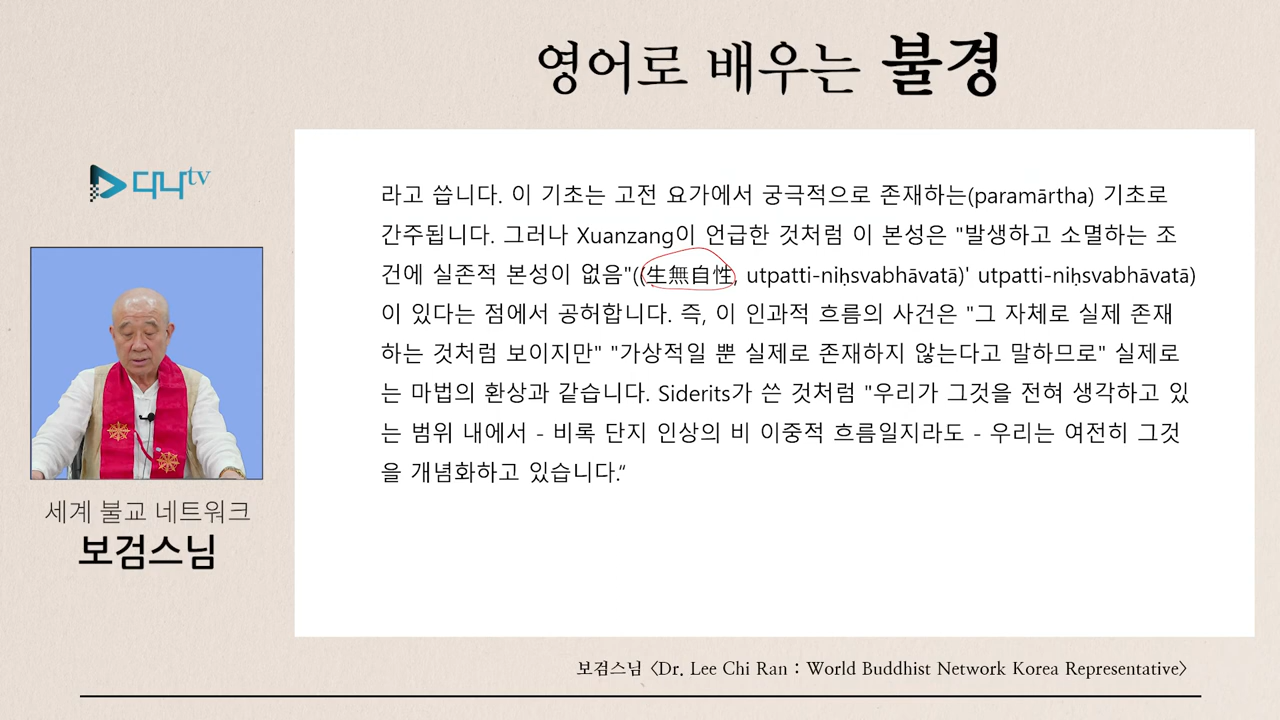 영어로 배우는 불경
다나tv
라고 씁니다. 이 기초는 고전 요가에서 궁극적으로 존재하는(paramārtha) 기초로
간주됩니다. 그러나 Xuanzang이 언급한 것처럼 이 본성은 "발생하고 소멸하는 조
건에 실존적 본성이 없음"((生無自性, utpatti-niḥsvabhāvatā)' utpatti-niḥsvabhāvatā)
이 있다는 점에서 공허합니다. 즉, 이 인과적 흐름의 사건은 "그 자체로 실제 존재
하는 것처럼 보이지만" "가상적일 뿐 실제로 존재하지 않는다고 말하므로" 실제로
는 마법의 환상과 같습니다. Siderits가 쓴 것처럼 "우리가 그것을 전혀 생각하고 있
는 범위 내에서 - 비록 단지 인상의 비 이중적 흐름일지라도 - 우리는 여전히 그것
을 개념화하고 있습니다.“
세계 불교 네트워크
보검스님
보검스님 <Dr. Lee Chi Ran : World Buddhist Network Korea Representative>